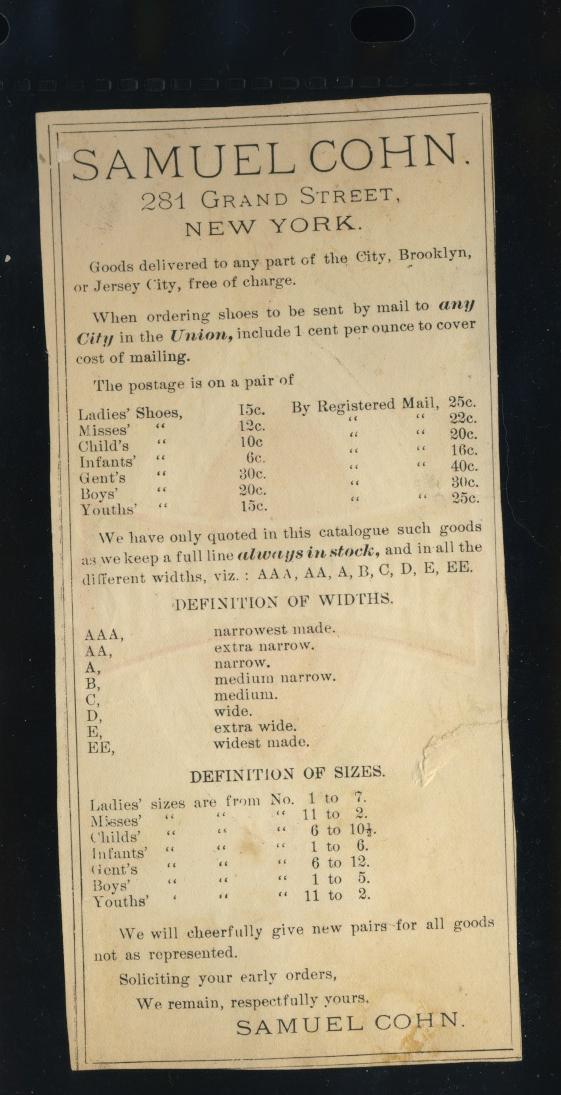 SAMUEL COHN.
281 GRAND STREET,
NEW YORK.
Goods delivered to any part of the City, Brooklyn,
or Jersey City, free of charge.
When ordering shoes to be sent by mail to any
City in the Union, include 1 cent per ounce to cover
cost of mailing.
The postage is on a pair of
Ladies' Shoes, 15c. By Registered Mail, 25c.
Misses' " 12c. " " 22c.
Child's " 10c " " 20c.
Infants' " 6c. " " 16c.
Gent's " 30c. " " 40c.
Boys' " 20c. " " 30c.
Youths' " 15c. " " 25c.
We have only quoted in this catalogue such goods
as we keep a full line always in stock, and in all the
different widths, viz. : AAA, AA, A, B, C, D, E, EE.
DEFINITION OF WIDTHS.
AAA, narrowest made.
AA, extra narrow.
A, narrow.
B, medium narrow.
C, medium.
D, wide.
E, extra wide.
EE, widest made.
DEFINITION OF SIZES.
Ladies' sizes are from No. 1 to 7.
Misses' " " " 11 to 2.
Childs' " " " 6 to 10½.
Infants' " " " 1 to 6.
Gent's " " " 6 to 12.
Boys' " " " 1 to 5.
Youths' " " " 11 to 2.
We will cheerfully give new pairs for all goods
not as represented.
Soliciting your early orders,
We remain, respectfully yours,
SAMUEL COHN.